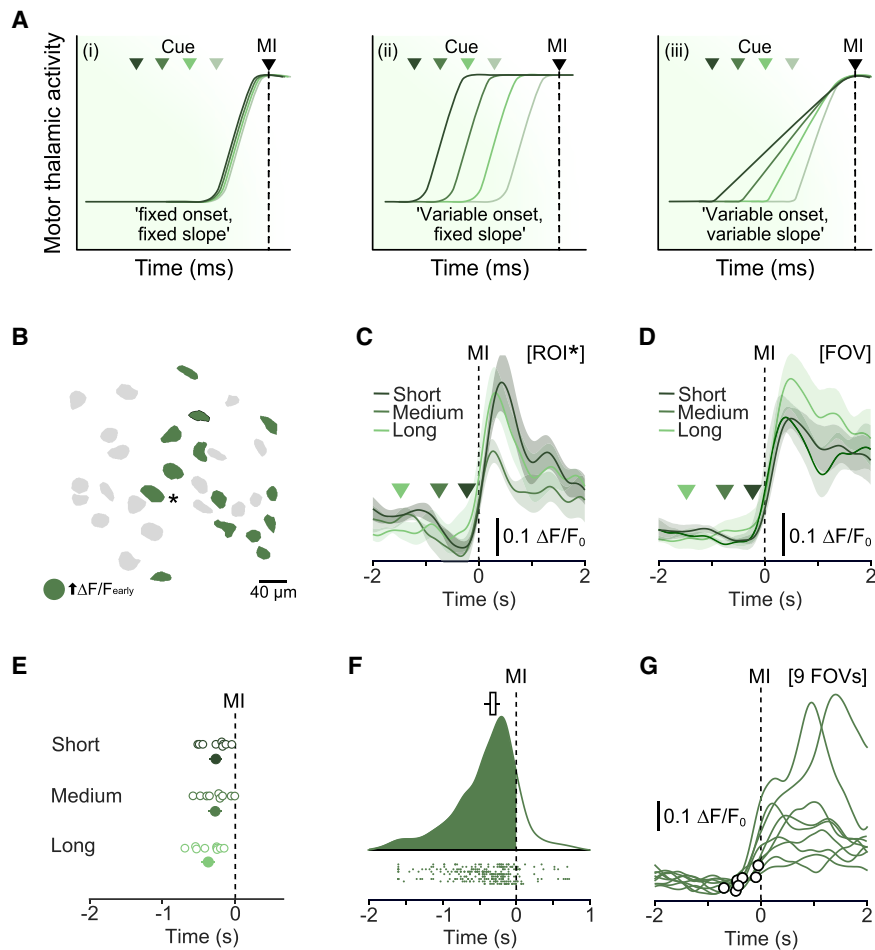 A
(i)
Cue
MI
(ii)
Cue
MI
(iii)
Cue
MI
Motor thalamic activity
'fixed onset,
fixed slope'
'Variable onset,
fixed slope'
'Variable onset,
variable slope'
Time (ms)
Time (ms)
Time (ms)
B
*
⬆ΔF/Fearly
40 μm
C
MI
[ROI*]
Short
Medium
Long
0.1 ΔF/F0
-2 0 2
Time (s)
D
MI
[FOV]
Short
Medium
Long
0.1 ΔF/F0
-2 0 2
Time (s)
E
MI
Short
Medium
Long
-2 -1 0
Time (s)
F
MI
-2 -1 0 1
Time (s)
G
MI
[9 FOVs]
0.1 ΔF/F0
-2 0 2
Time (s)